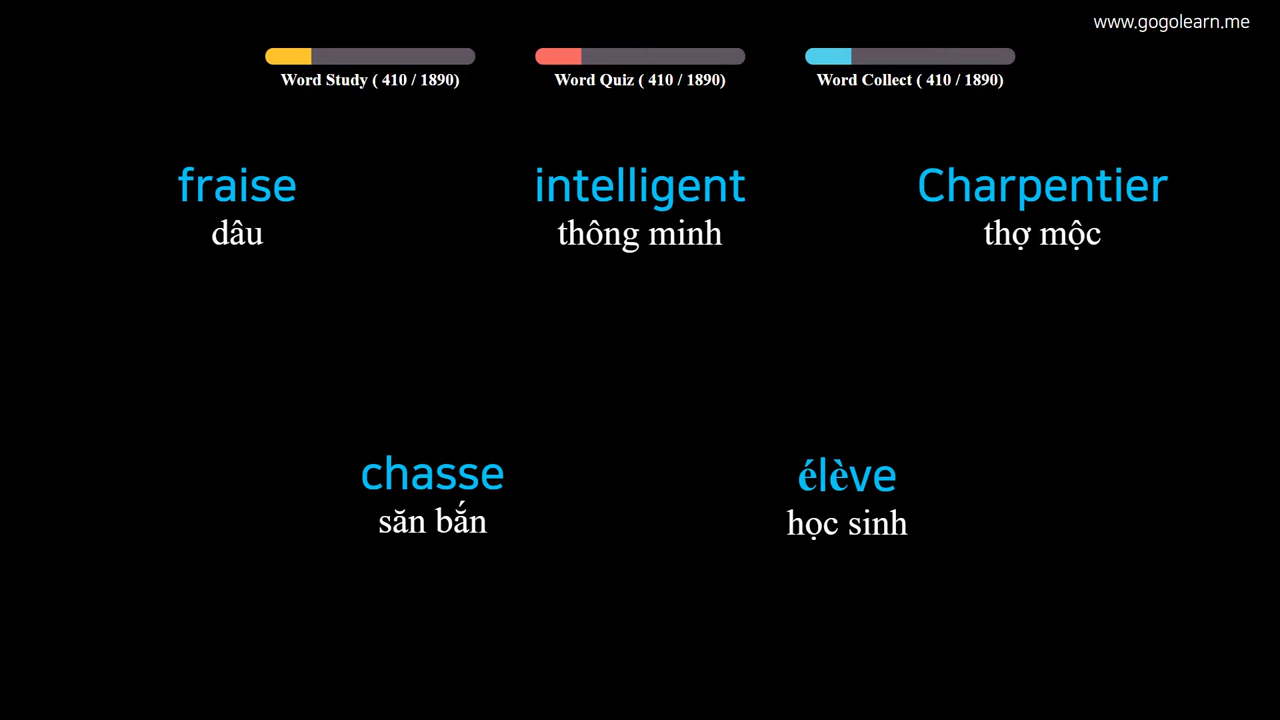 www.gogolearn.me
Word Study ( 410 / 1890)
Word Quiz ( 410 / 1890)
Word Collect ( 410 / 1890)
fraise
dâu
intelligent
thông minh
Charpentier
thợ mộc
chasse
săn bắn
élève
học sinh